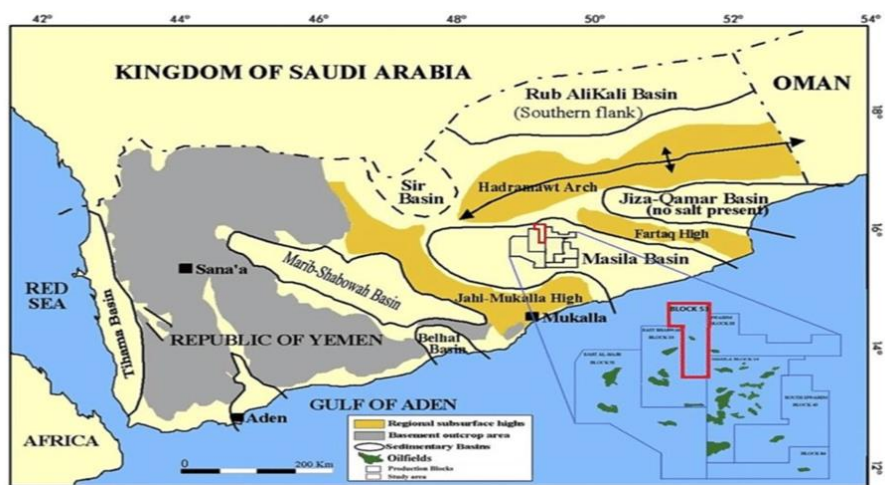 42°
44°
46°
48°
50°
52°
54°
KINGDOM OF SAUDI ARABIA
OMAN
Rub AliKali Basin
(Southern flank)
18°
Sir
Basin
Hadramawt Arch
Jiza-Qamar Basin
(no salt present)
16°
Fartaq High
Masila Basin
Sana'a
Marib-Shabowah Basin
Jahl-Mukalla High
Mukalla
RED
SEA
Tihama Basin
REPUBLIC OF YEMEN
Belhaf
Basin
BLOCK 53
14°
Aden
GULF OF ADEN
AFRICA
Regional subsurface highs
Basement outcrop area
Sedimentary Basins
Oilfields
Production Blocks
Study area
0
200 Km
12°